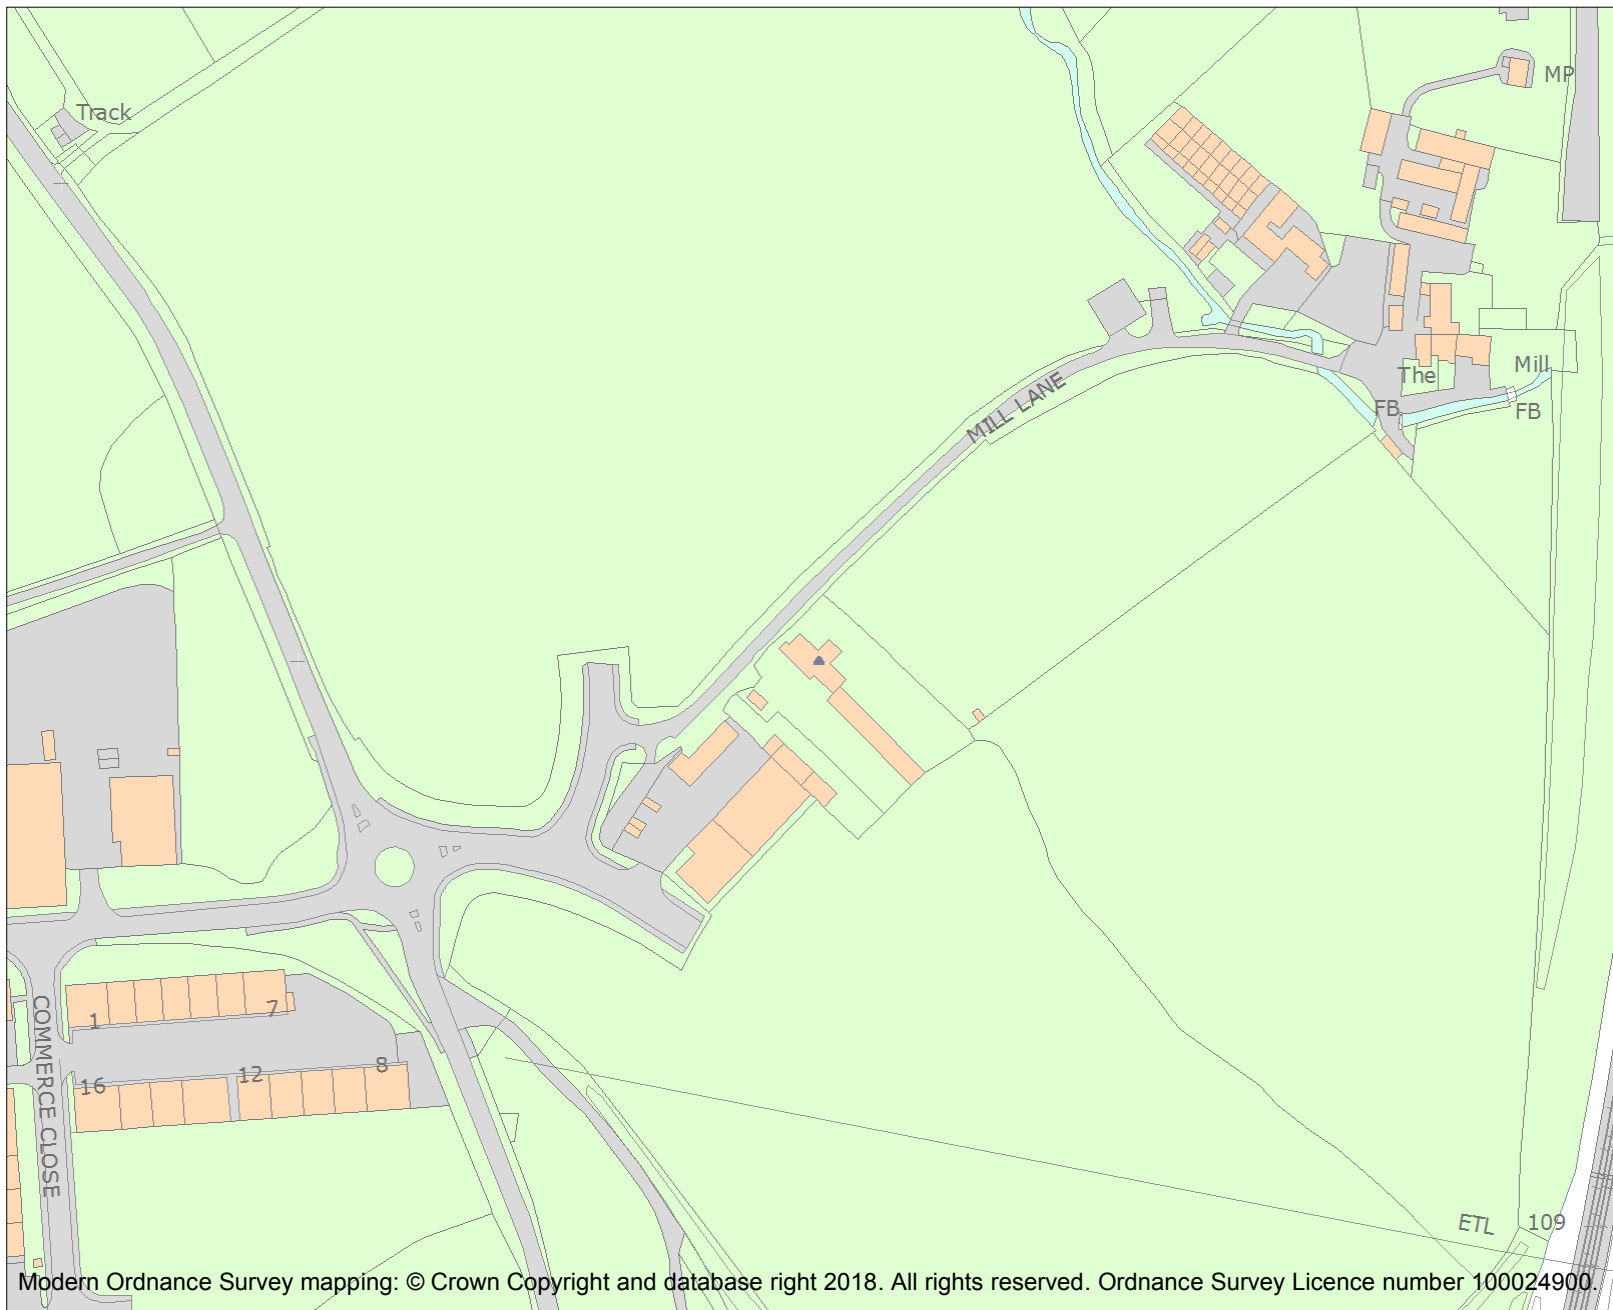 MP
Track
The
Mill
FB
FB
MILL LANE
COMMERCE CLOSE
1
7
16
12
8
ETL
109
Modern Ordnance Survey mapping: © Crown Copyright and database right 2018. All rights reserved. Ordnance Survey Licence number 100024900.